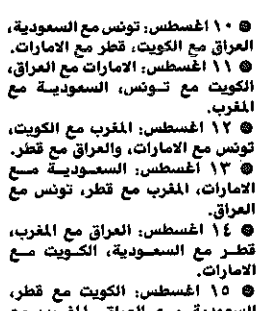 ● ١٠ اغسطس: تونس مع السعودية،
العراق مع الكويت، قطر مع الامارات.
● ١١ اغسطس: الامارات مع العراق،
الكويت مع تونس، السعودية مع
المغرب.
● ١٢ اغسطس: المغرب مع الكويت،
تونس مع الامارات، والعراق مع قطر.
● ١٣ اغسطس: السعودية مع
الامارات، المغرب مع قطر، تونس مع
العراق.
● ١٤ اغسطس: العراق مع المغرب،
قطر مع السعودية، الكويت مع
الامارات.
● ١٥ اغسطس: الكويت مع قطر،
السعودية مع العراق